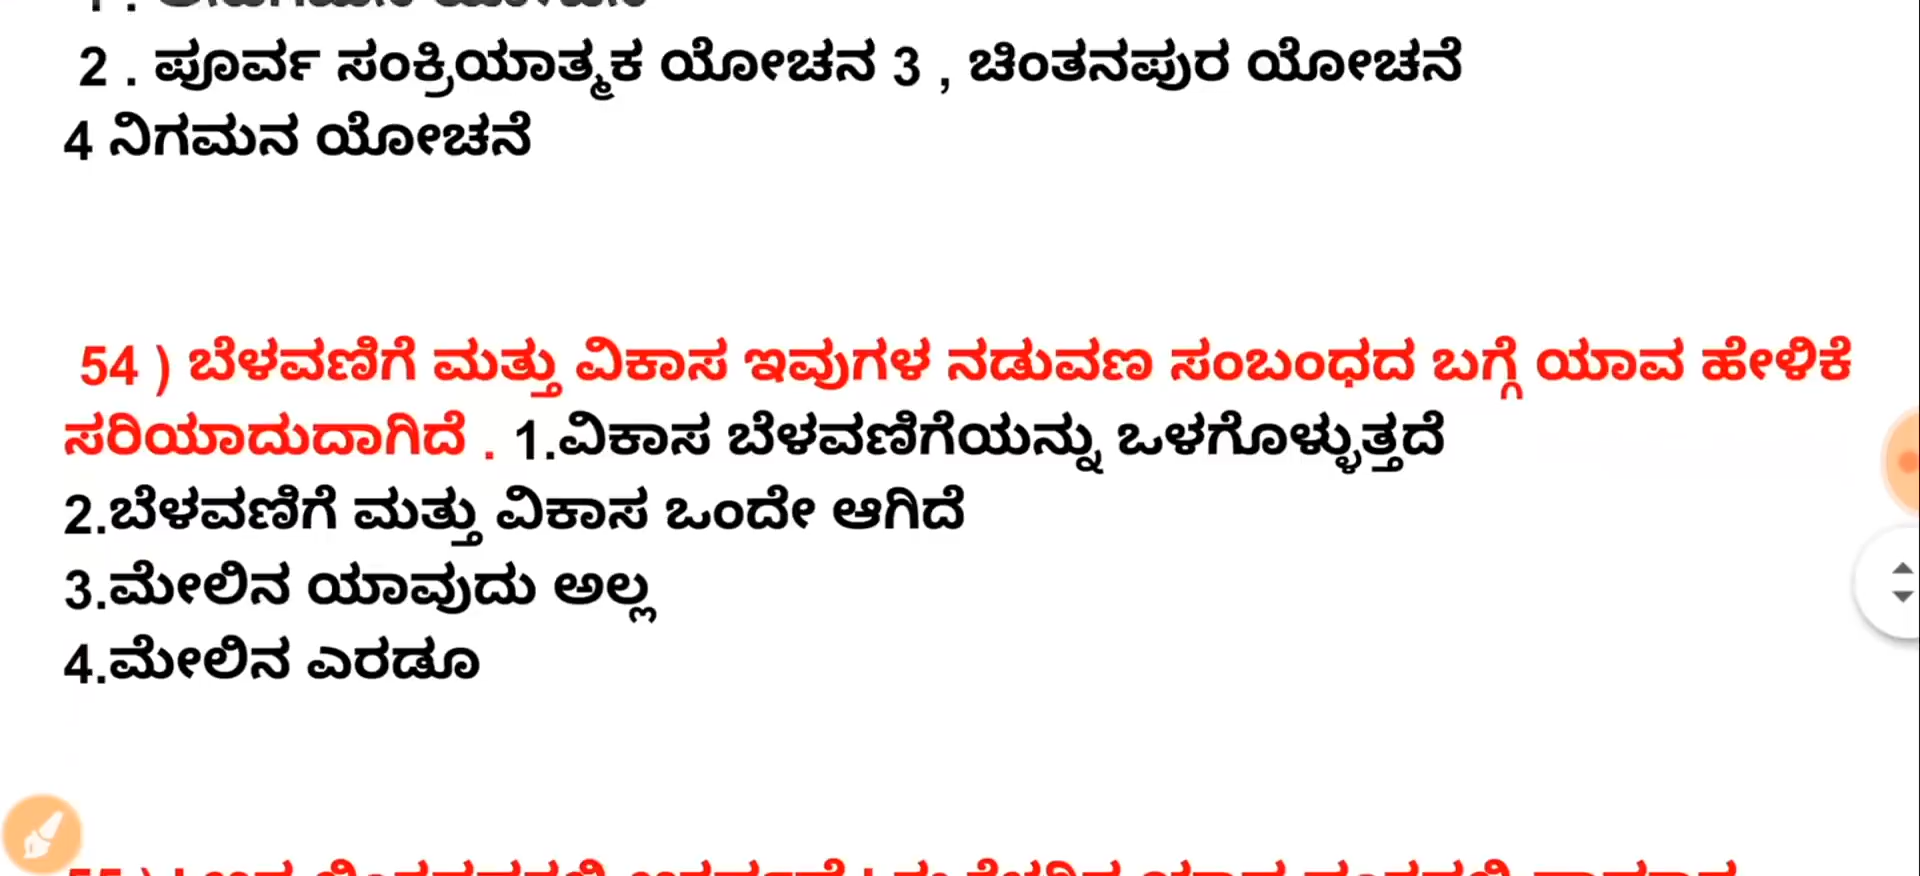 2 . ಪೂರ್ವ ಸಂಕ್ರಿಯಾತ್ಮಕ ಯೋಚನ 3 , ಚಿಂತನಪುರ ಯೋಚನೆ
4 ನಿಗಮನ ಯೋಚನೆ
54 ) ಬೆಳವಣಿಗೆ ಮತ್ತು ವಿಕಾಸ ಇವುಗಳ ನಡುವಣ ಸಂಬಂಧದ ಬಗ್ಗೆ ಯಾವ ಹೇಳಿಕೆ
ಸರಿಯಾದುದಾಗಿದೆ . 1.ವಿಕಾಸ ಬೆಳವಣಿಗೆಯನ್ನು ಒಳಗೊಳ್ಳುತ್ತದೆ
2.ಬೆಳವಣಿಗೆ ಮತ್ತು ವಿಕಾಸ ಒಂದೇ ಆಗಿದೆ
3.ಮೇಲಿನ ಯಾವುದು ಅಲ್ಲ
4.ಮೇಲಿನ ಎರಡೂ